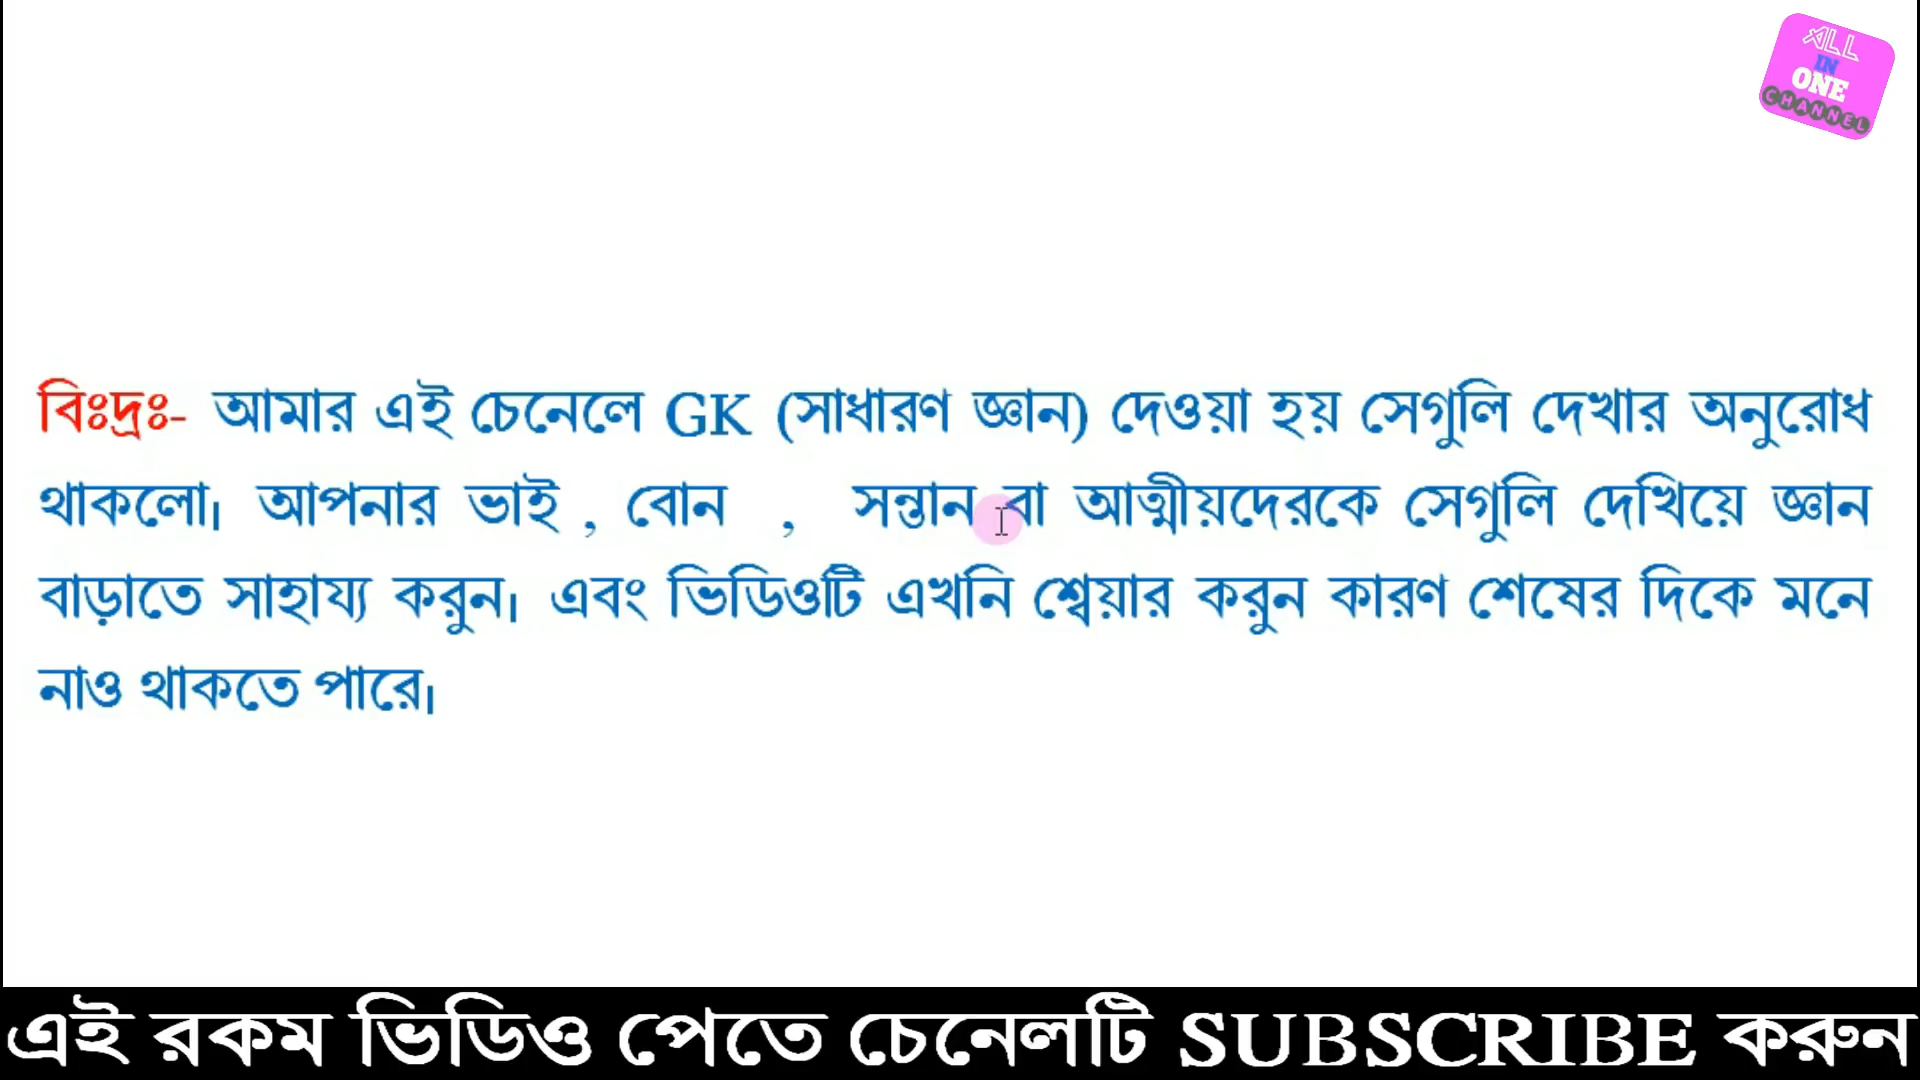 ALL
IN
ONE
CHANNEL
বিঃদ্রঃ- আমার এই চেনেলে GK (সাধারণ জ্ঞান) দেওয়া হয় সেগুলি দেখার অনুরোধ
থাকলো। আপনার ভাই , বোন , সন্তান বা আত্মীয়দেরকে সেগুলি দেখিয়ে জ্ঞান
বাড়াতে সাহায্য করুন। এবং ভিডিওটি এখনি শ্বেয়ার করুন কারণ শেষের দিকে মনে
নাও থাকতে পারে।
এই রকম ভিডিও পেতে চেনেলটি SUBSCRIBE করুন